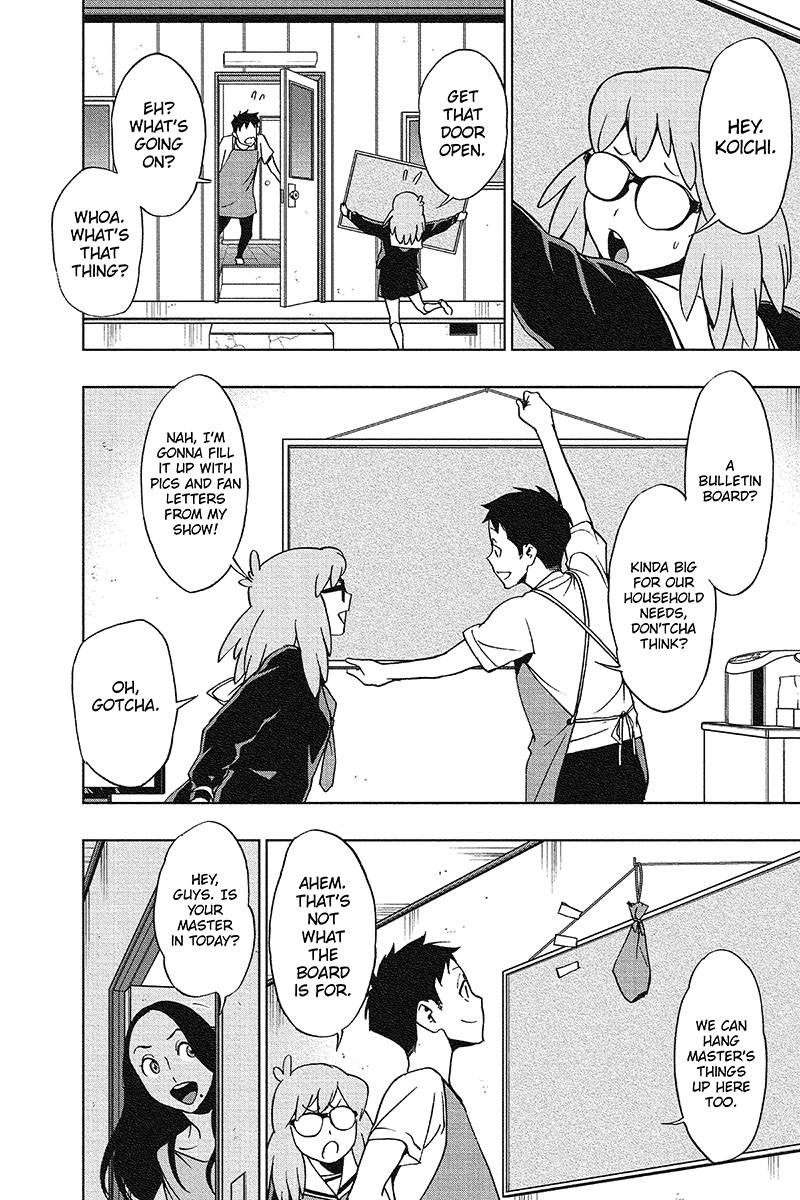 HEY.
KOICHI.
GET
THAT
DOOR
OPEN.
EH?
WHAT'S
GOING
ON?
WHOA.
WHAT'S
THAT
THING?
A
BULLETIN
BOARD?
KINDA BIG
FOR OUR
HOUSEHOLD
NEEDS,
DON'TCHA
THINK?
NAH, I'M
GONNA FILL
IT UP WITH
PICS AND FAN
LETTERS
FROM MY
SHOW!
OH,
GOTCHA.
WE CAN
HANG
MASTER'S
THINGS
UP HERE
TOO.
AHEM.
THAT'S
NOT
WHAT
THE
BOARD
IS FOR.
HEY,
GUYS. IS
YOUR
MASTER
IN TODAY?